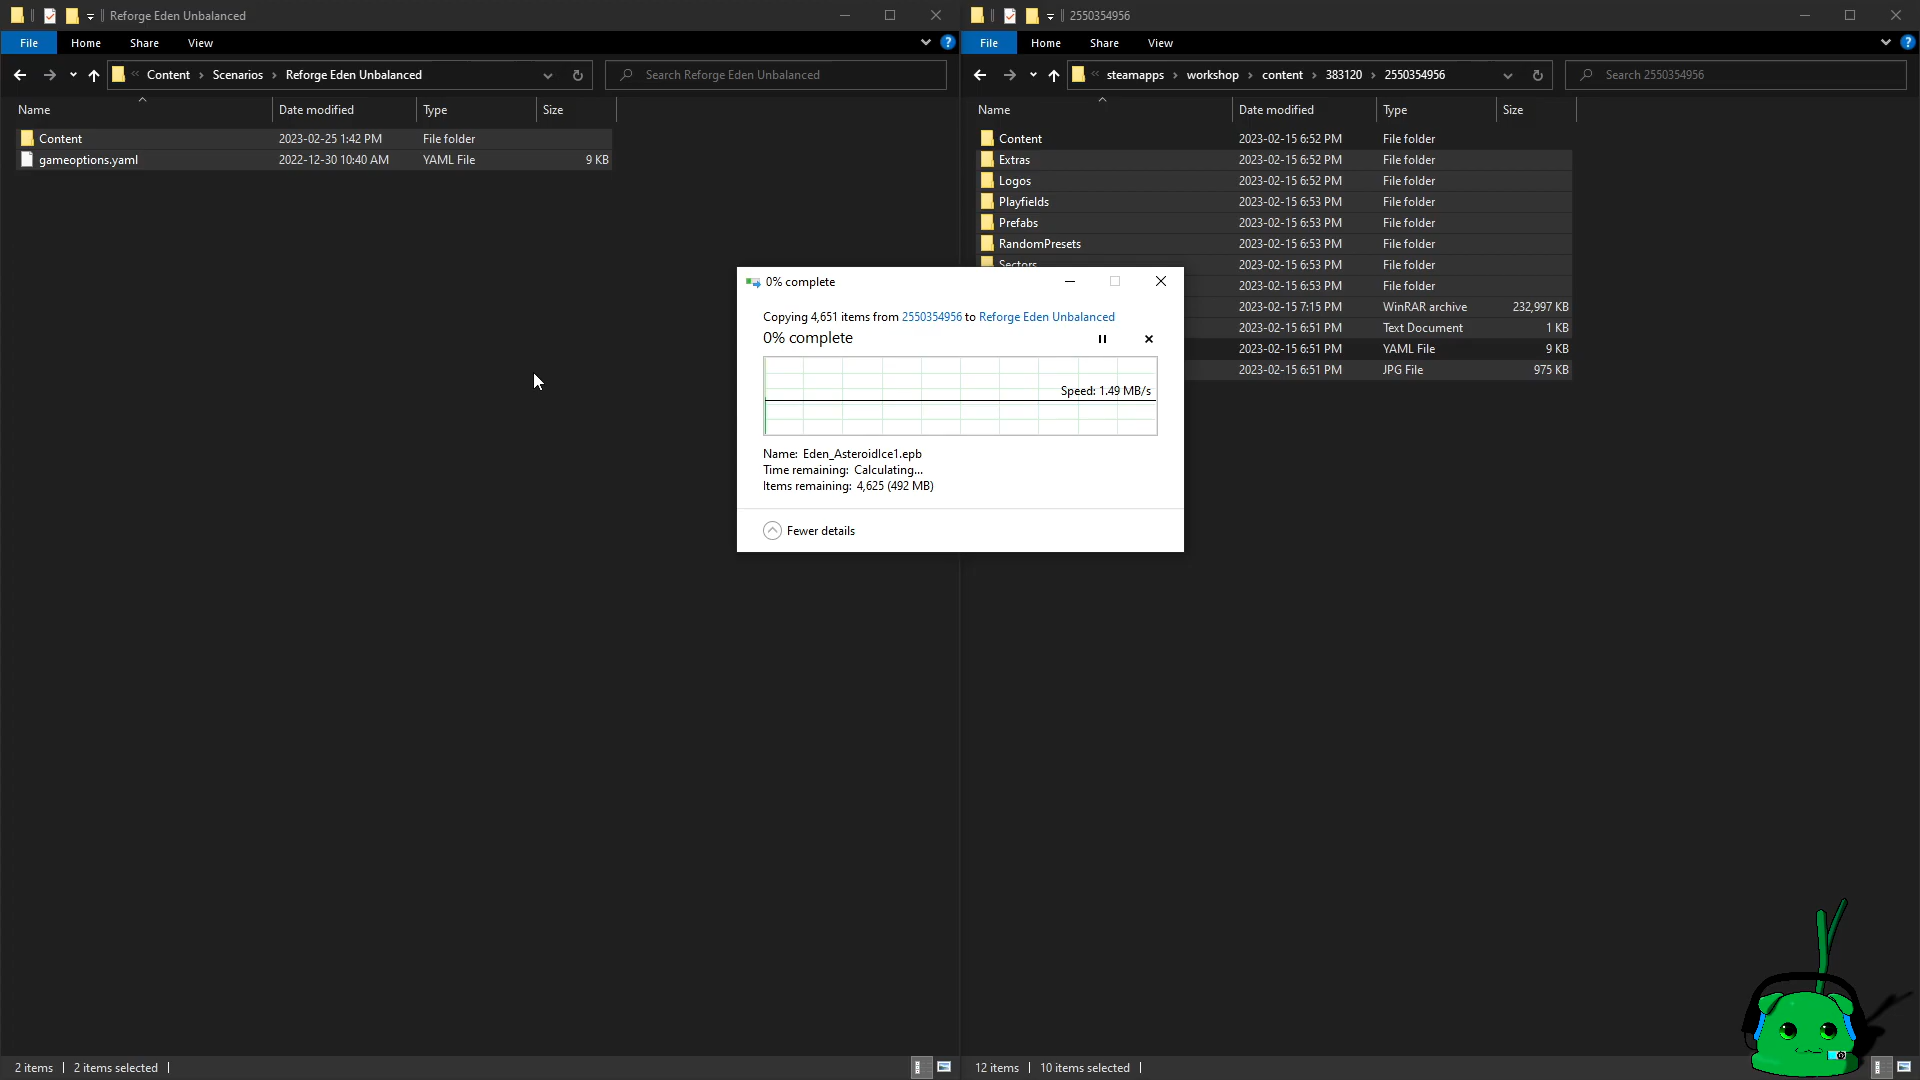 Reforge Eden Unbalanced
File Home Share View
Content Scenarios Reforge Eden Unbalanced
Search Reforge Eden Unbalanced
Name Date modified Type Size
Content 2023-02-25 1:42 PM File folder
gameoptions.yaml 2022-12-30 10:40 AM YAML File 9 KB
2 items 2 items selected
2550354956
File Home Share View
steamapps workshop content 383120 2550354956
Search 2550354956
Name Date modified Type Size
Content 2023-02-15 6:52 PM File folder
Extras 2023-02-15 6:52 PM File folder
Logos 2023-02-15 6:52 PM File folder
Playfields 2023-02-15 6:53 PM File folder
Prefabs 2023-02-15 6:53 PM File folder
RandomPresets 2023-02-15 6:53 PM File folder
Sectors 2023-02-15 6:53 PM File folder
2023-02-15 6:53 PM File folder
2023-02-15 7:15 PM WinRAR archive 232,997 KB
2023-02-15 6:51 PM Text Document 1 KB
2023-02-15 6:51 PM YAML File 9 KB
2023-02-15 6:51 PM JPG File 975 KB
12 items 10 items selected
0% complete
Copying 4,651 items from 2550354956 to Reforge Eden Unbalanced
0% complete
Speed: 1.49 MB/s
Name: Eden_AsteroidIce1.epb
Time remaining: Calculating...
Items remaining: 4,625 (492 MB)
Fewer details